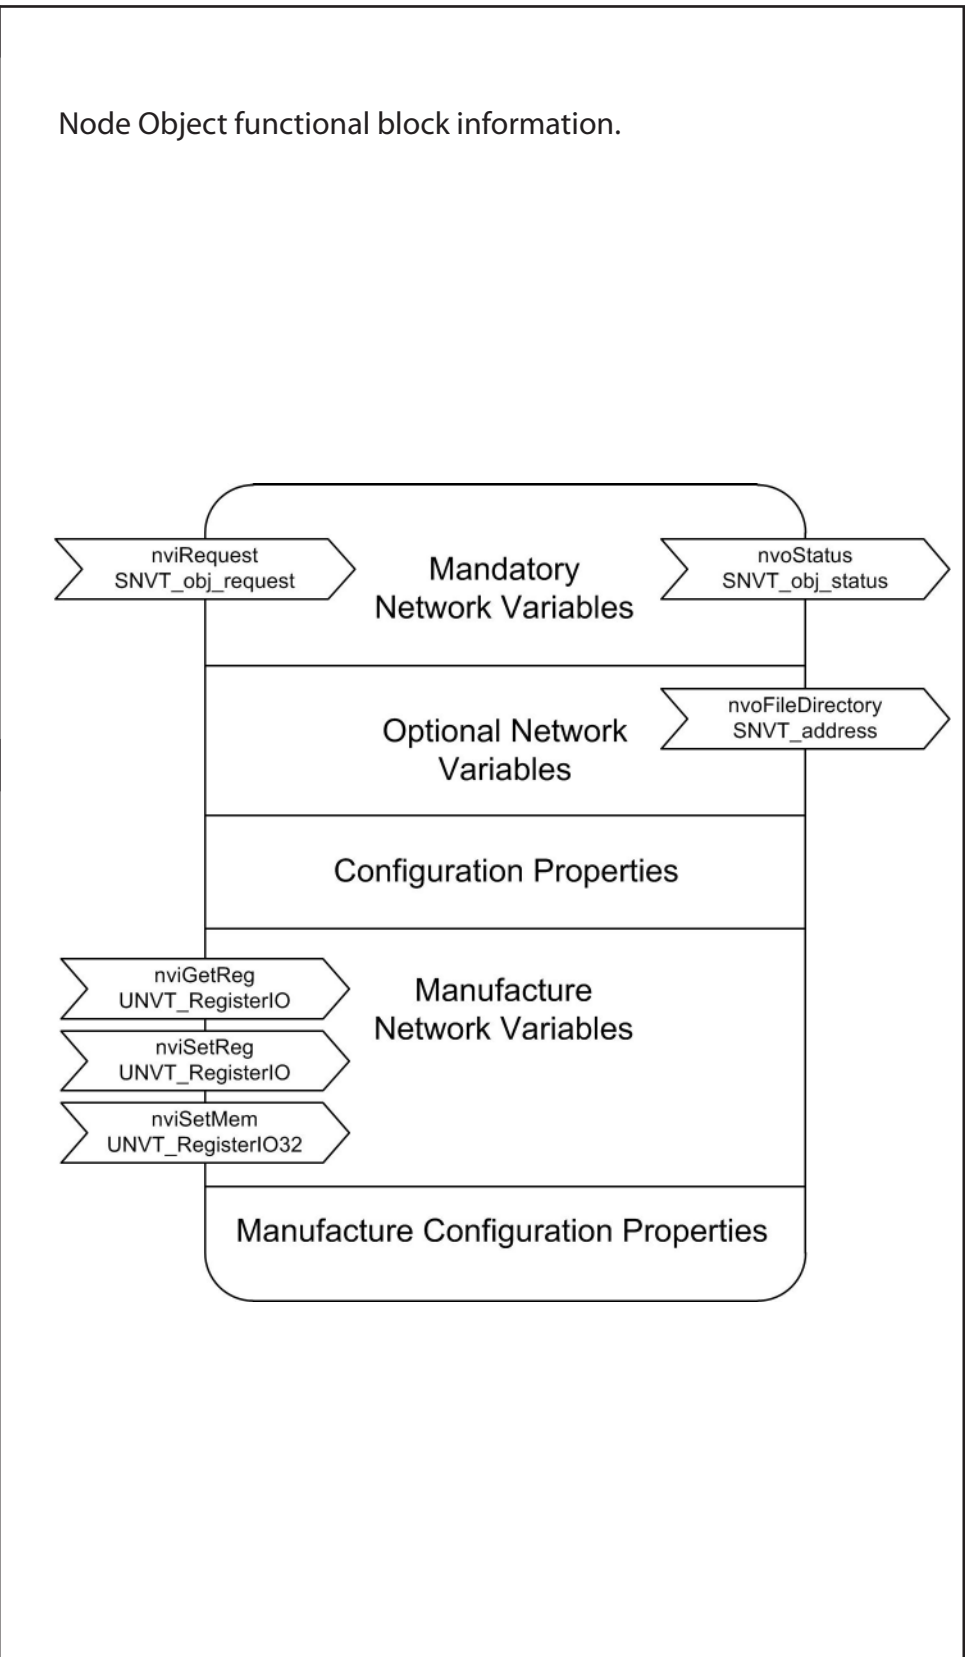 Node Object functional block information.
nviRequest
SNVT_obj_request
Mandatory
Network Variables
nvoStatus
SNVT_obj_status
Optional Network
Variables
nvoFileDirectory
SNVT_address
Configuration Properties
nviGetReg
UNVT_RegisterIO
nviSetReg
UNVT_RegisterIO
nviSetMem
UNVT_RegisterIO32
Manufacture
Network Variables
Manufacture Configuration Properties